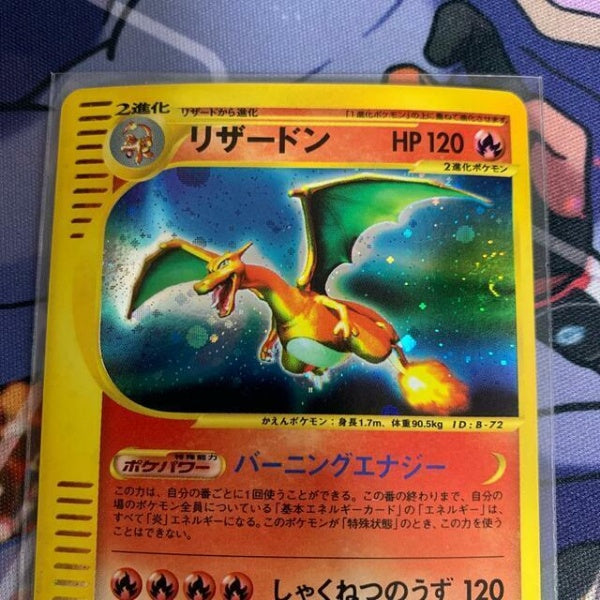 2進化 リザードから進化 「1進化ポケモン」の上に重ねて進化させます。
リザードン HP 120
2進化ポケモン
かえんポケモン：身長1.7m、体重90.5kg ID:B-72
特殊能力
ポケパワー バーニングエナジー
この力は、自分の番ごとに1回使うことができる。この番の終わりまで、自分の
場のポケモン全員についている「基本エネルギーカード」の「エネルギー」は、
すべて「炎」エネルギーになる。このポケモンが「特殊状態」のとき、この力を使う
ことはできない。
しゃくねつのうず 120